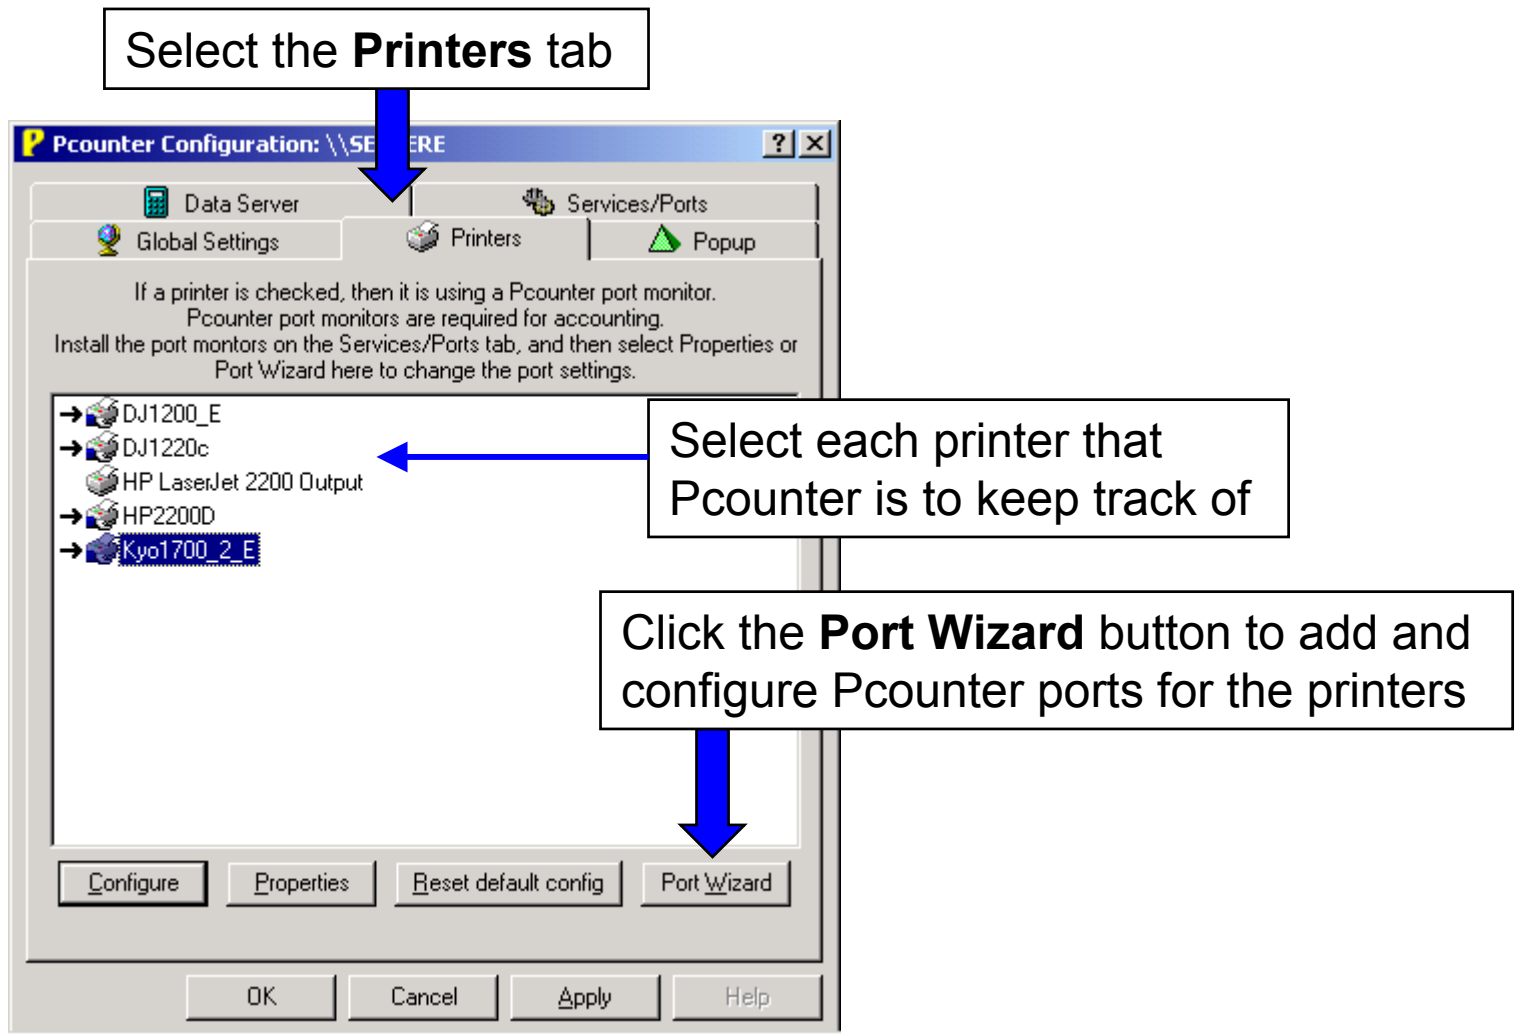 Select the Printers tab
Pcounter Configuration: \\SE ERE
Data Server
Services/Ports
Global Settings
Printers
Popup
If a printer is checked, then it is using a Pcounter port monitor.
Pcounter port monitors are required for accounting.
Install the port montors on the Services/Ports tab, and then select Properties or
Port Wizard here to change the port settings.
DJ1200_E
DJ1220c
HP LaserJet 2200 Output
HP2200D
Kyo1700_2_E
Select each printer that
Pcounter is to keep track of
Click the Port Wizard button to add and
configure Pcounter ports for the printers
Configure
Properties
Reset default config
Port Wizard
OK
Cancel
Apply
Help